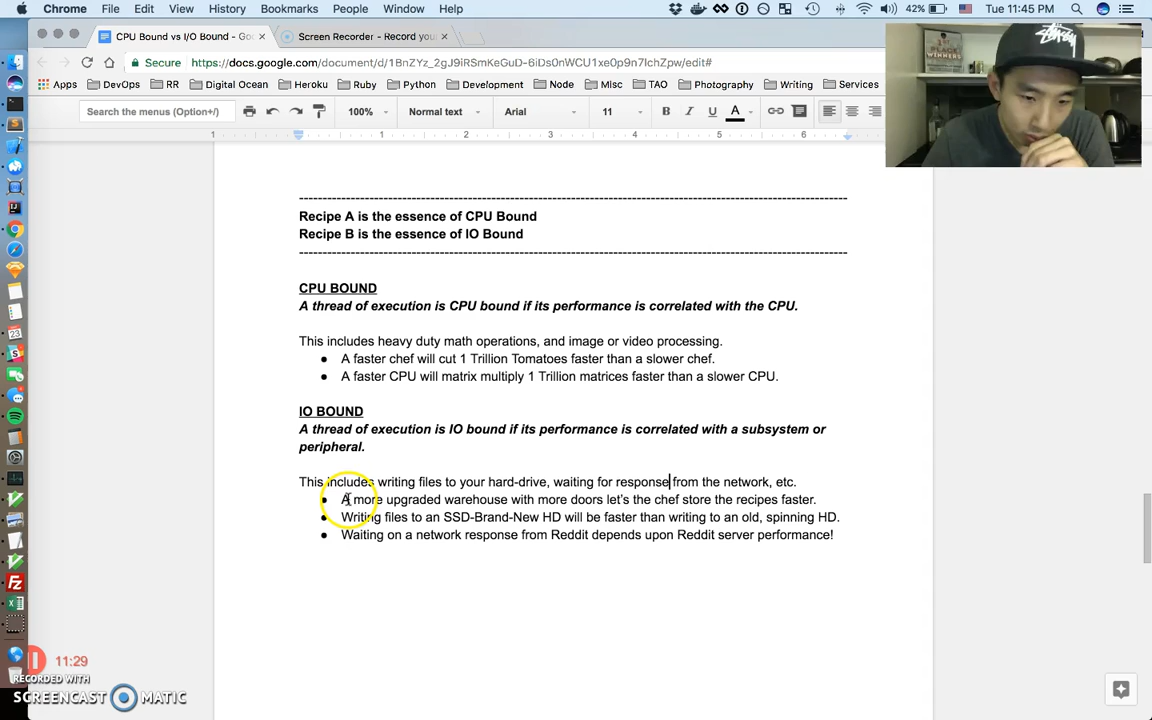 Chrome File Edit View History Bookmarks People Window Help 42% Tue 11:45 PM
CPU Bound vs I/O Bound - Goo Screen Recorder - Record your
Secure https://docs.google.com/document/d/1BnZYz_2gJ9iRSmKeGuD-6iDs0nWCU1xe0p9n7IchZpw/edit#
Apps DevOps RR Digital Ocean Heroku Ruby Python Development Node Misc TAO Photography Writing Services
Search the menus (Option+/) 100% Normal text Arial 11 B I U A
1 1 2 3 4 5 6
Recipe A is the essence of CPU Bound
Recipe B is the essence of IO Bound
CPU BOUND
A thread of execution is CPU bound if its performance is correlated with the CPU.
This includes heavy duty math operations, and image or video processing.
● A faster chef will cut 1 Trillion Tomatoes faster than a slower chef.
● A faster CPU will matrix multiply 1 Trillion matrices faster than a slower CPU.
IO BOUND
A thread of execution is IO bound if its performance is correlated with a subsystem or
peripheral.
This includes writing files to your hard-drive, waiting for response from the network, etc.
● A more upgraded warehouse with more doors let's the chef store the recipes faster.
● Writing files to an SSD-Brand-New HD will be faster than writing to an old, spinning HD.
● Waiting on a network response from Reddit depends upon Reddit server performance!
11:29
RECORDED WITH
SCREENCAST MATIC